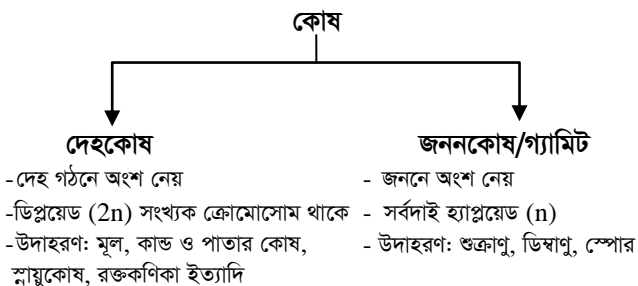 কোষ
দেহকোষ
-দেহ গঠনে অংশ নেয়
-ডিপ্লয়েড (2n) সংখ্যক ক্রোমোসোম থাকে
-উদাহরণ: মূল, কান্ড ও পাতার কোষ,
স্নায়ুকোষ, রক্তকণিকা ইত্যাদি
জননকোষ/গ্যামিট
- জননে অংশ নেয়
- সর্বদাই হ্যাপ্লয়েড (n)
- উদাহরণ: শুক্রাণু, ডিম্বাণু, স্পোর